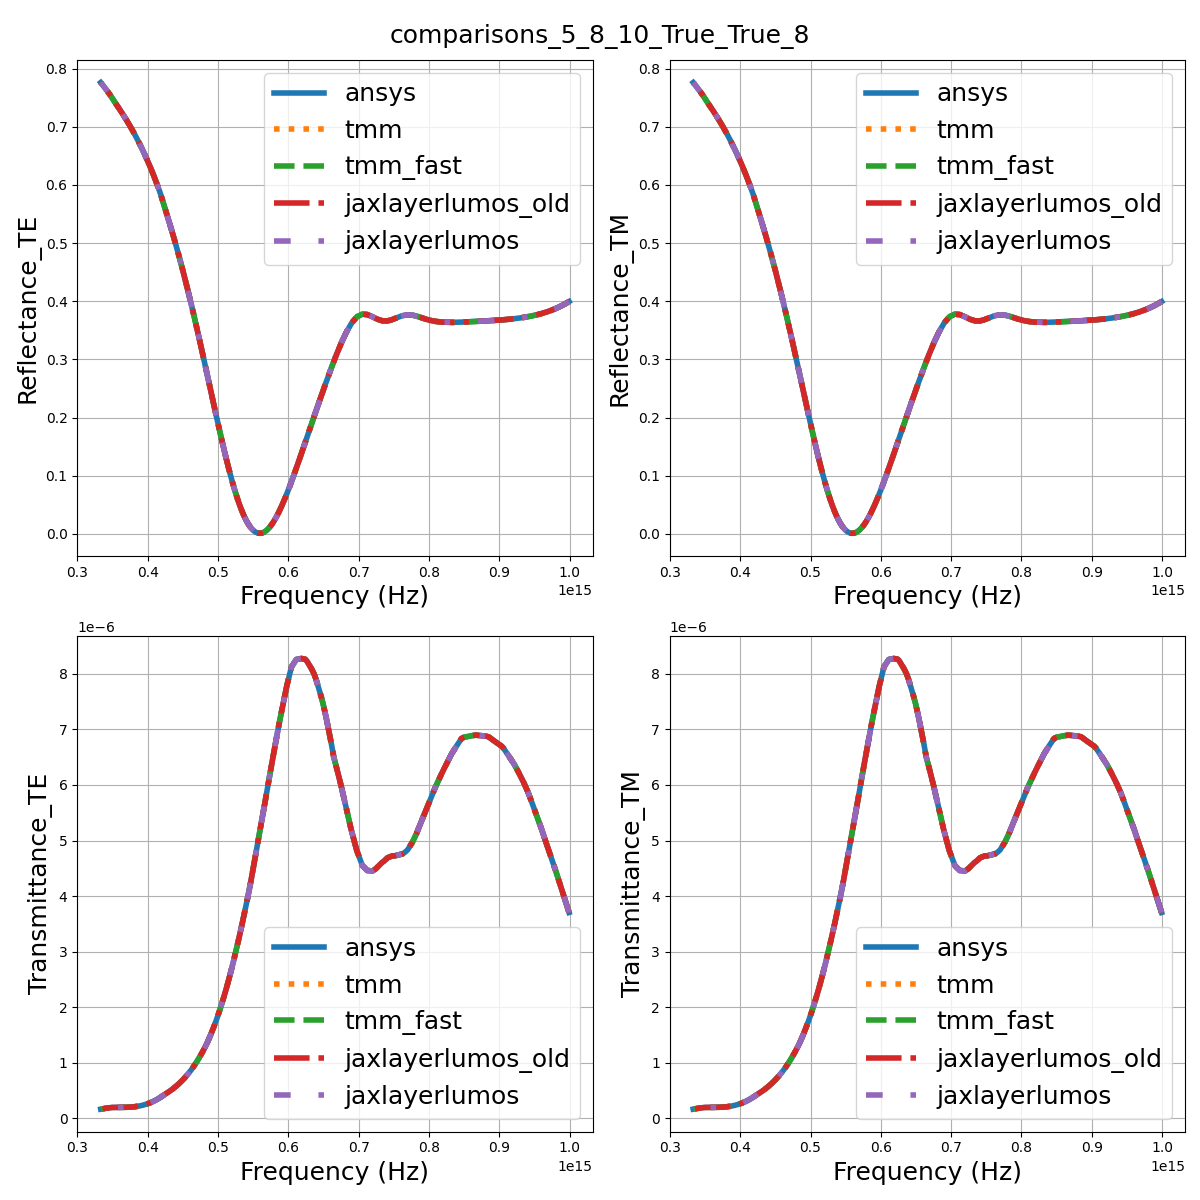 comparisons_5_8_10_True_True_8
Reflectance_TE
0.8
0.7
0.6
0.5
0.4
0.3
0.2
0.1
0.0
ansys
tmm
tmm_fast
jaxlayerlumos_old
jaxlayerlumos
0.3 0.4 0.5 0.6 0.7 0.8 0.9 1.0
1e15
Frequency (Hz)
Reflectance_TM
0.8
0.7
0.6
0.5
0.4
0.3
0.2
0.1
0.0
ansys
tmm
tmm_fast
jaxlayerlumos_old
jaxlayerlumos
0.3 0.4 0.5 0.6 0.7 0.8 0.9 1.0
1e15
Frequency (Hz)
1e−6
Transmittance_TE
8
7
6
5
4
3
2
1
0
ansys
tmm
tmm_fast
jaxlayerlumos_old
jaxlayerlumos
0.3 0.4 0.5 0.6 0.7 0.8 0.9 1.0
1e15
Frequency (Hz)
1e−6
Transmittance_TM
8
7
6
5
4
3
2
1
0
ansys
tmm
tmm_fast
jaxlayerlumos_old
jaxlayerlumos
0.3 0.4 0.5 0.6 0.7 0.8 0.9 1.0
1e15
Frequency (Hz)